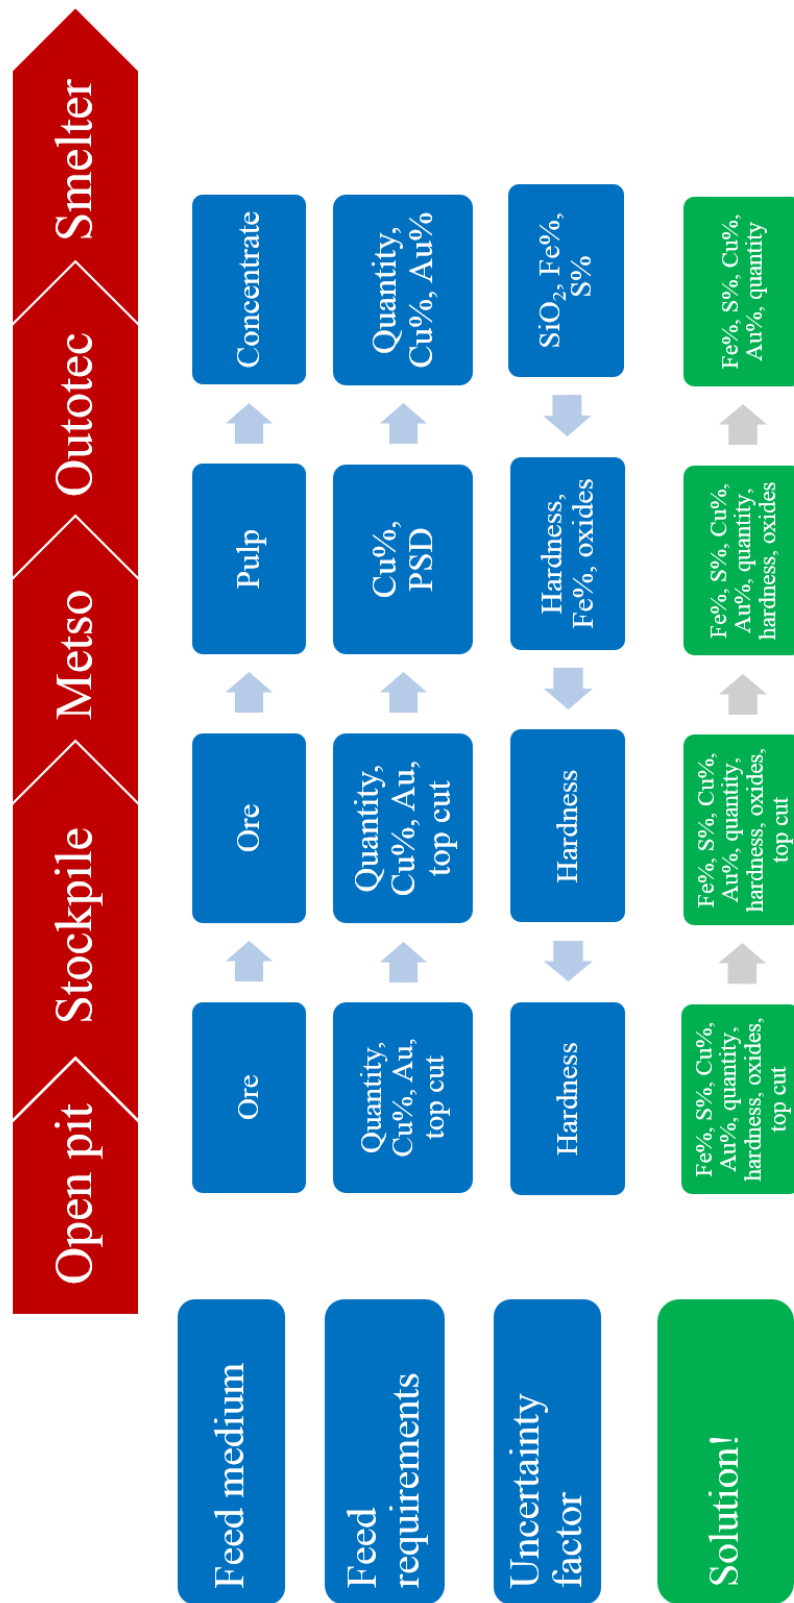 Open pit
Stockpile
Metso
Outotec
Smelter
Feed medium
Ore
Ore
Pulp
Concentrate
Feed
requirements
Quantity,
Cu%, Au,
top cut
Quantity,
Cu%, Au,
top cut
Cu%,
PSD
Quantity,
Cu%, Au%
Uncertainty
factor
Hardness
Hardness
Hardness,
Fe%, oxides
SiO₂, Fe%,
S%
Solution!
Fe%, S%, Cu%,
Au%, quantity,
hardness, oxides,
top cut
Fe%, S%, Cu%,
Au%, quantity,
hardness, oxides,
top cut
Fe%, S%, Cu%,
Au%, quantity,
hardness, oxides
Fe%, S%, Cu%,
Au%, quantity